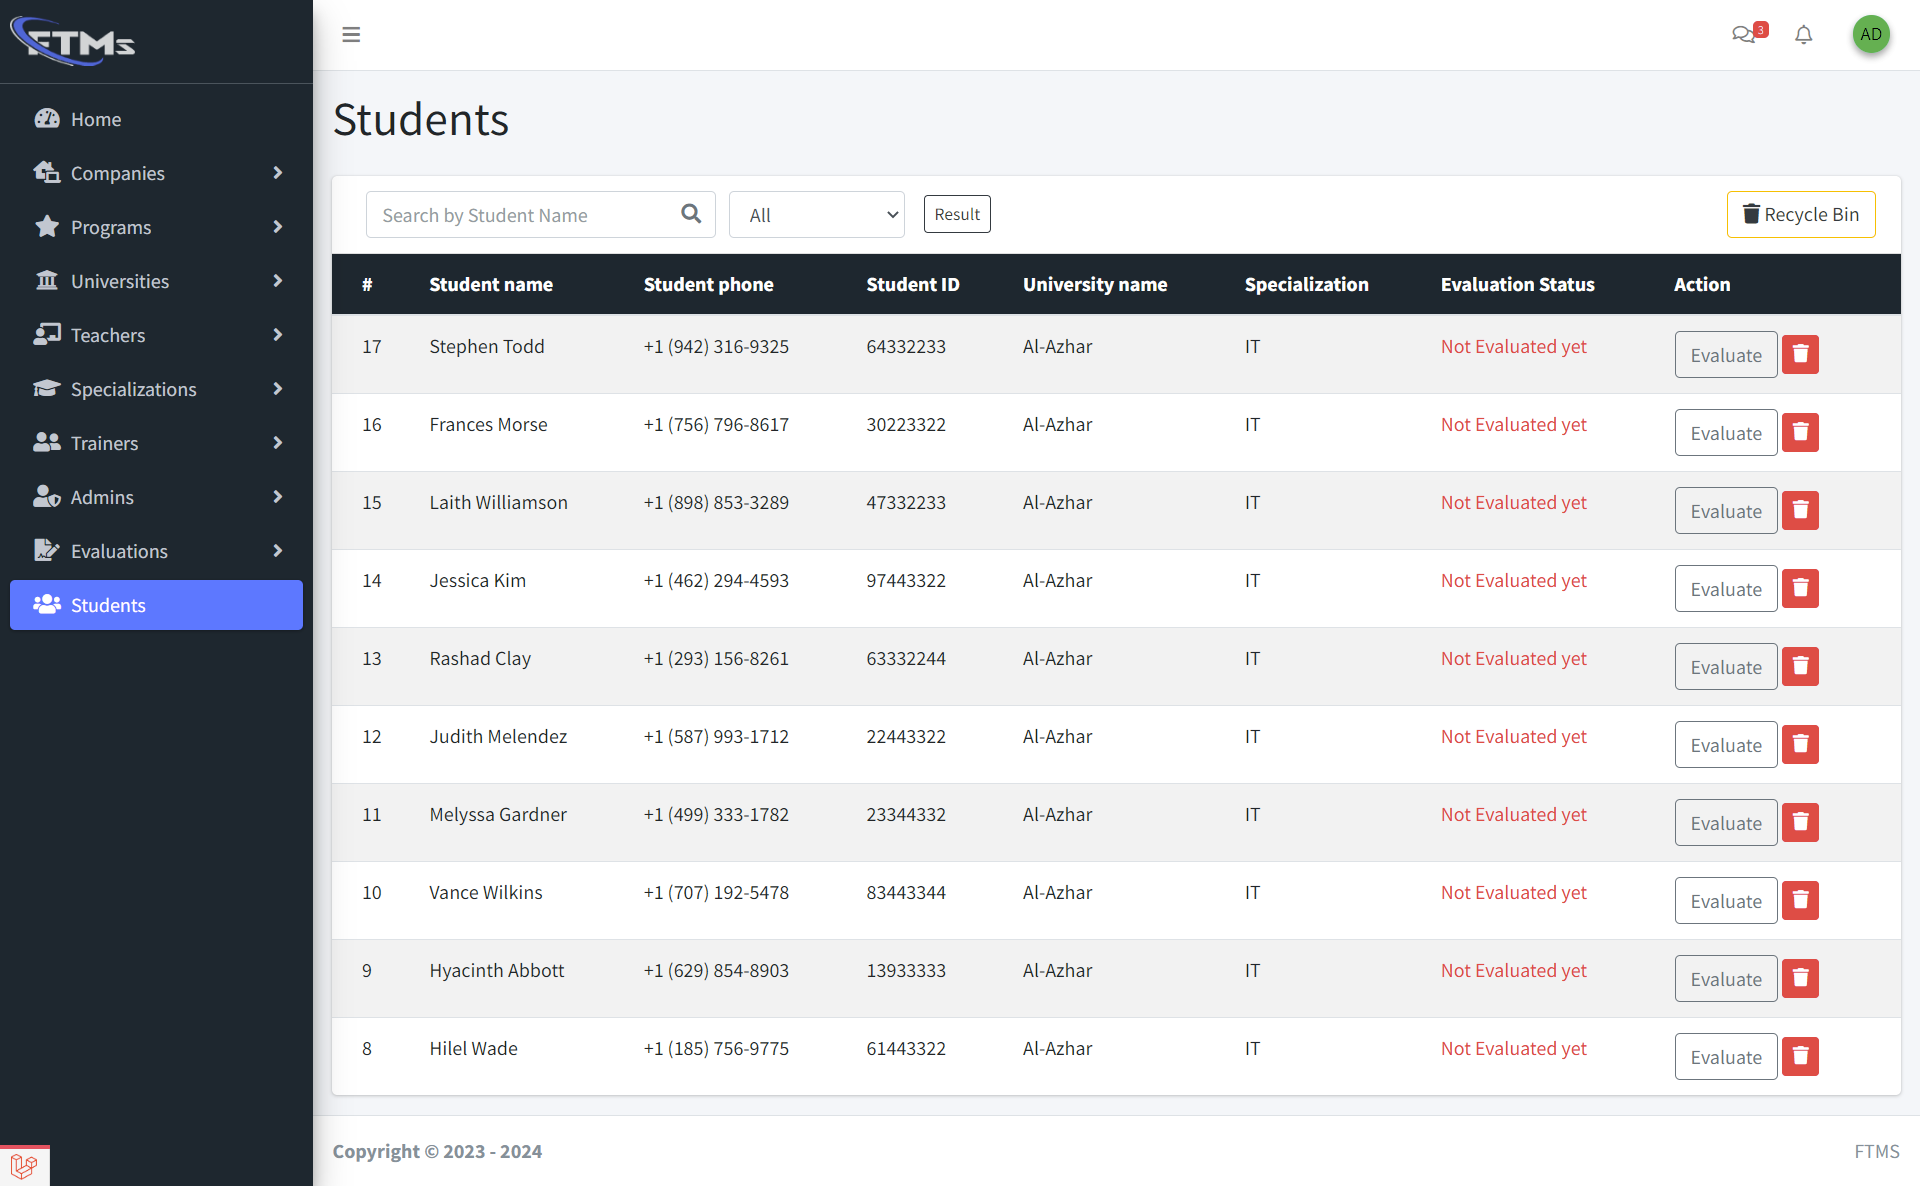 FTMs
3
AD
Home
Companies
Programs
Universities
Teachers
Specializations
Trainers
Admins
Evaluations
Students
Students
Search by Student Name
All
Result
Recycle Bin
# Student name Student phone Student ID University name Specialization Evaluation Status Action
17 Stephen Todd +1 (942) 316-9325 64332233 Al-Azhar IT Not Evaluated yet Evaluate
16 Frances Morse +1 (756) 796-8617 30223322 Al-Azhar IT Not Evaluated yet Evaluate
15 Laith Williamson +1 (898) 853-3289 47332233 Al-Azhar IT Not Evaluated yet Evaluate
14 Jessica Kim +1 (462) 294-4593 97443322 Al-Azhar IT Not Evaluated yet Evaluate
13 Rashad Clay +1 (293) 156-8261 63332244 Al-Azhar IT Not Evaluated yet Evaluate
12 Judith Melendez +1 (587) 993-1712 22443322 Al-Azhar IT Not Evaluated yet Evaluate
11 Melyssa Gardner +1 (499) 333-1782 23344332 Al-Azhar IT Not Evaluated yet Evaluate
10 Vance Wilkins +1 (707) 192-5478 83443344 Al-Azhar IT Not Evaluated yet Evaluate
9 Hyacinth Abbott +1 (629) 854-8903 13933333 Al-Azhar IT Not Evaluated yet Evaluate
8 Hilel Wade +1 (185) 756-9775 61443322 Al-Azhar IT Not Evaluated yet Evaluate
Copyright © 2023 - 2024
FTMS